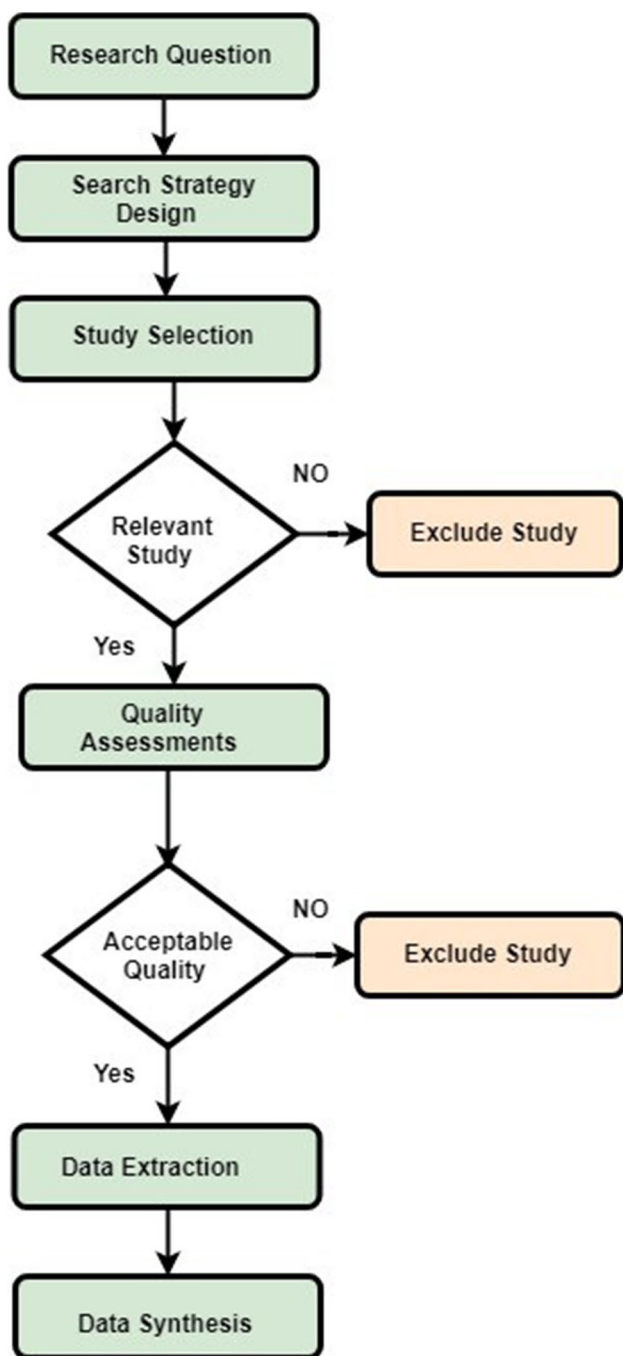 Research Question
Search Strategy
Design
Study Selection
NO
Relevant
Study
Exclude Study
Yes
Quality
Assessments
NO
Acceptable
Quality
Exclude Study
Yes
Data Extraction
Data Synthesis